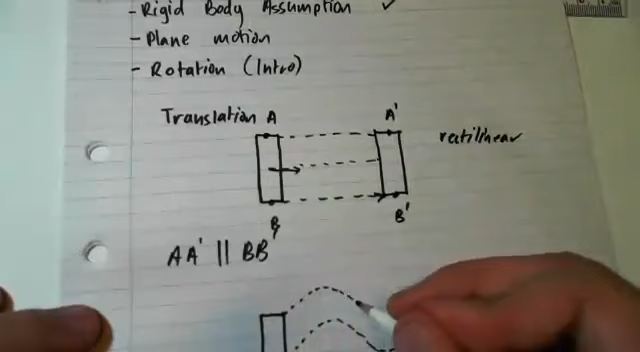 - Rigid Body Assumption ✓
- Plane motion
- Rotation (Intro)
Translation A A'
rectilinear
B B'
AA' || BB'